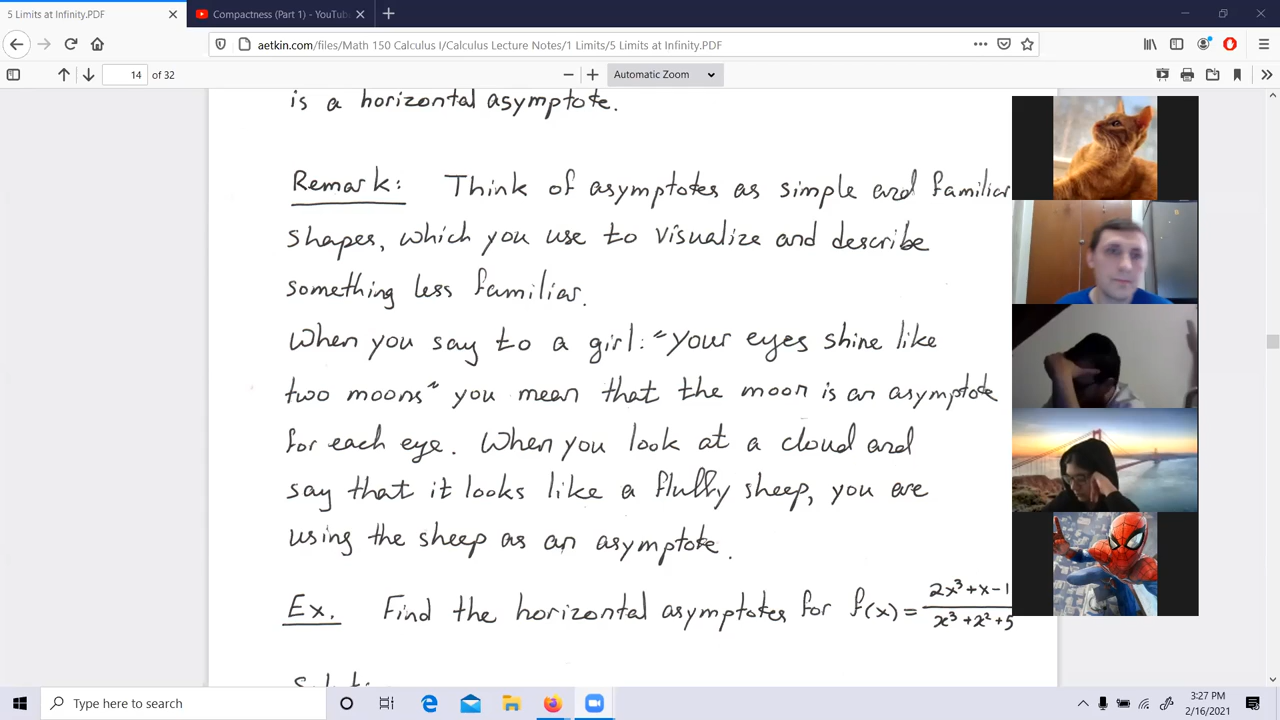 5 Limits at Infinity.PDF
Compactness (Part 1) - YouTube
aetkin.com/files/Math 150 Calculus I/Calculus Lecture Notes/1 Limits/5 Limits at Infinity.PDF
14 of 32
Automatic Zoom
is a horizontal asymptote.
Remark: Think of asymptotes as simple and familiar
shapes, which you use to visualize and describe
something less familiar.
When you say to a girl: "your eyes shine like
two moons" you mean that the moon is an asymptote
for each eye. When you look at a cloud and
say that it looks like a fluffy sheep, you are
using the sheep as an asymptote.
Ex. Find the horizontal asymptotes for f(x) = 2x³+x-1 / x³+x²+5
Type here to search
3:27 PM
2/16/2021